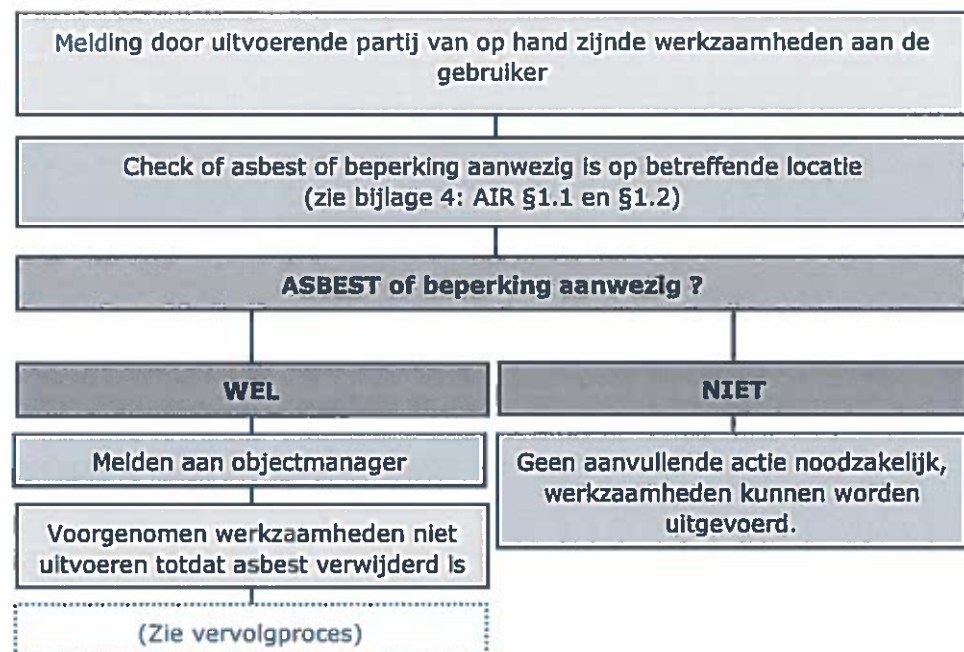 Melding door uitvoerende partij van op hand zijnde werkzaamheden aan de
gebruiker
Check of asbest of beperking aanwezig is op betreffende locatie
(zie bijlage 4: AIR §1.1 en §1.2)
ASBEST of beperking aanwezig ?
WEL
NIET
Melden aan objectmanager
Voorgenomen werkzaamheden niet
uitvoeren totdat asbest verwijderd is
(Zie vervolgproces)
Geen aanvullende actie noodzakelijk,
werkzaamheden kunnen worden
uitgevoerd.